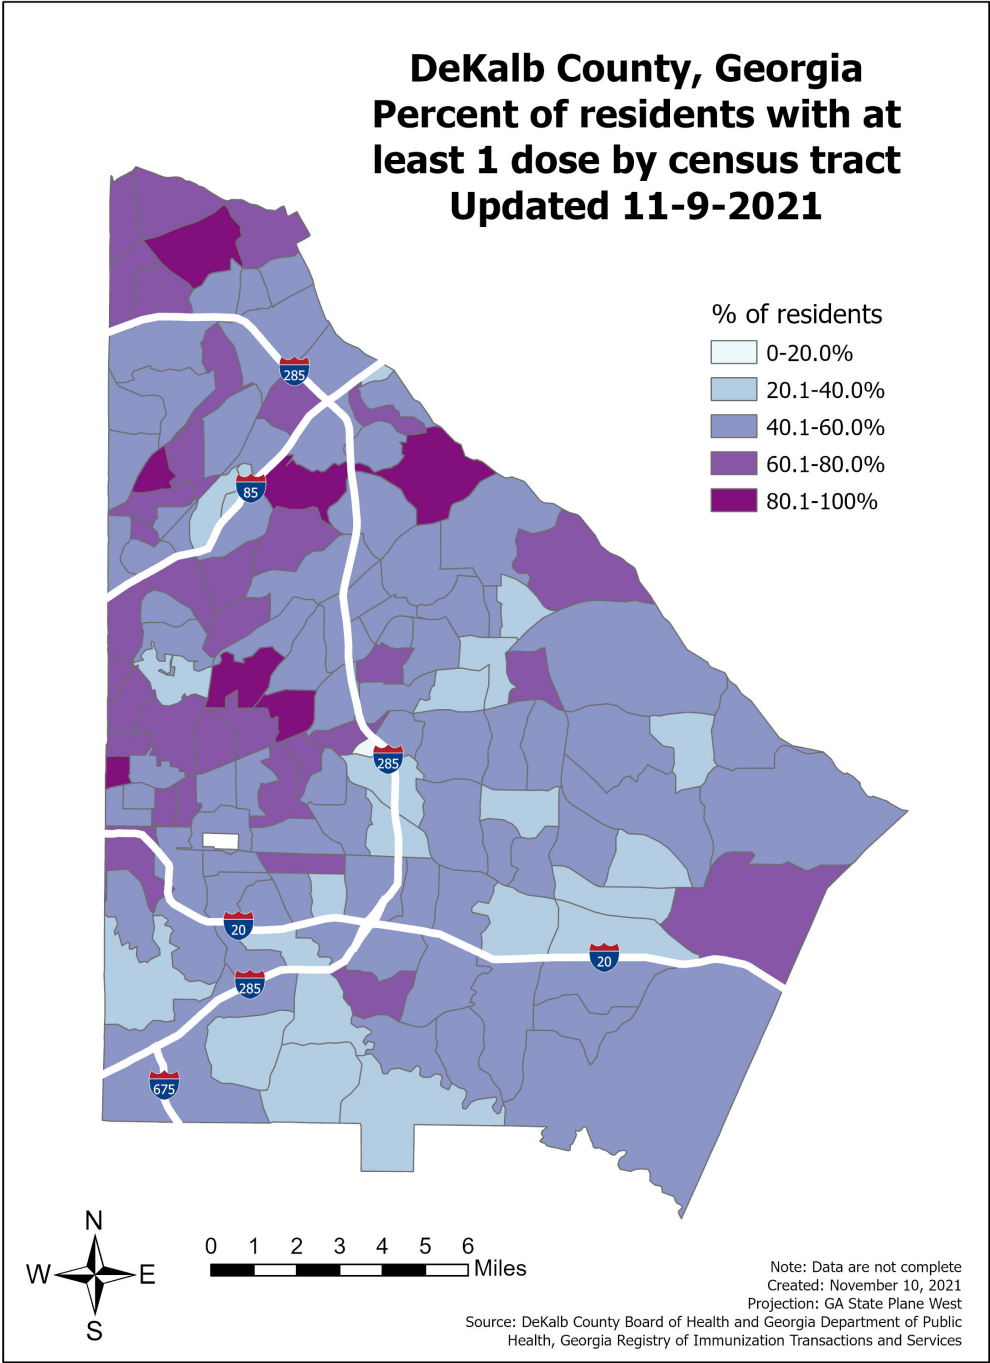 DeKalb County, Georgia
Percent of residents with at
least 1 dose by census tract
Updated 11-9-2021
% of residents
0-20.0%
20.1-40.0%
40.1-60.0%
60.1-80.0%
80.1-100%
285
85
285
20
20
285
675
N
W E
S
0 1 2 3 4 5 6
Miles
Note: Data are not complete
Created: November 10, 2021
Projection: GA State Plane West
Source: DeKalb County Board of Health and Georgia Department of Public
Health, Georgia Registry of Immunization Transactions and Services